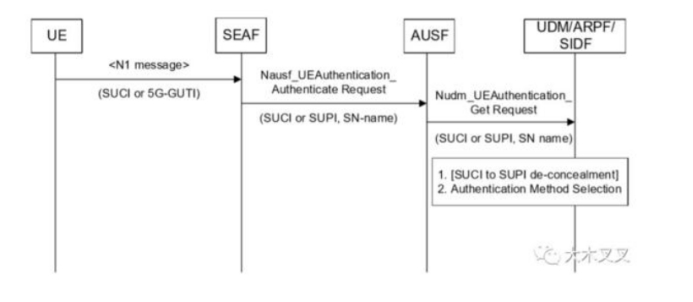 UE
SEAF
AUSF
UDM/ARPF/
SIDF
<N1 message>
(SUCI or 5G-GUTI)
Nausf_UEAuthentication_
Authenticate Request
(SUCI or SUPI, SN-name)
Nudm_UEAuthentication_
Get Request
(SUCI or SUPI, SN name)
1. [SUCI to SUPI de-concealment]
2. Authentication Method Selection
大木叉叉